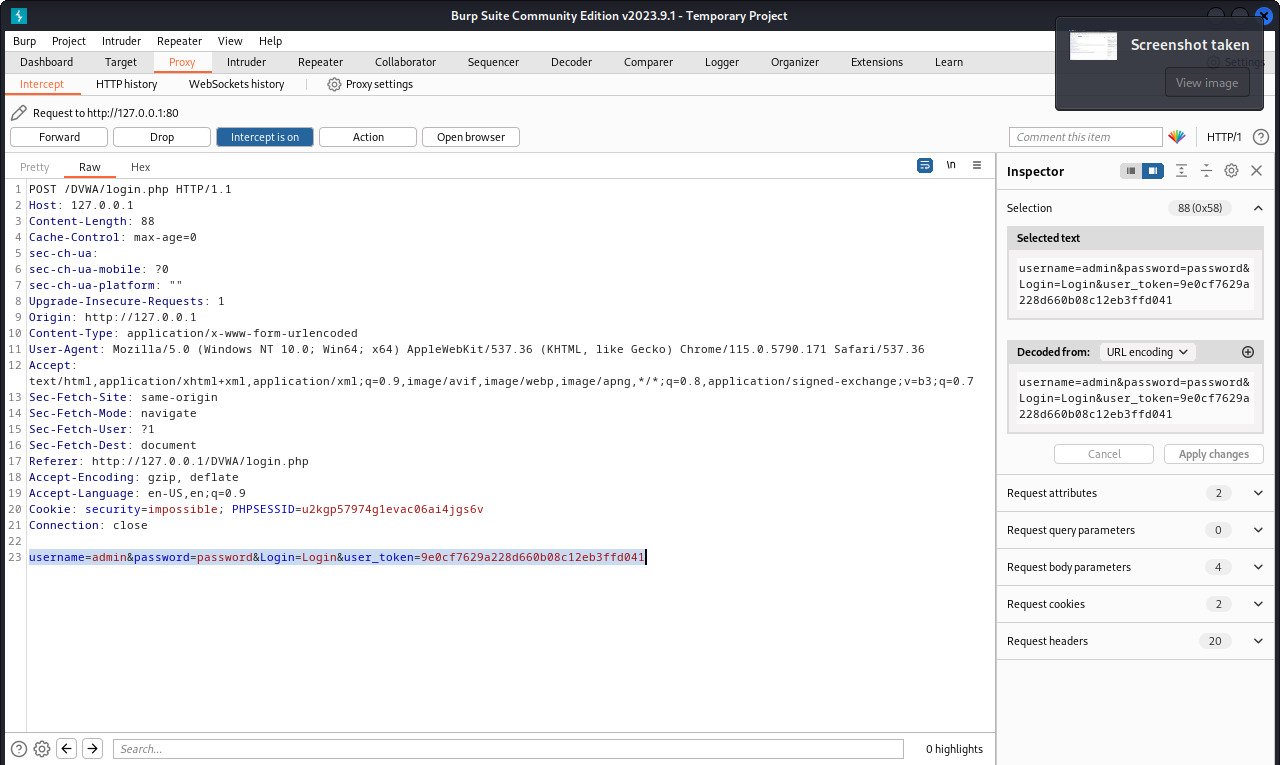 Burp Suite Community Edition v2023.9.1 - Temporary Project
Burp Project Intruder Repeater View Help
Screenshot taken
View image
Dashboard Target Proxy Intruder Repeater Collaborator Sequencer Decoder Comparer Logger Organizer Extensions Learn Settings
Intercept HTTP history WebSockets history Proxy settings
Request to http://127.0.0.1:80
Forward Drop Intercept is on Action Open browser Comment this item HTTP/1 ?
Pretty Raw Hex \n
1 POST /DVWA/login.php HTTP/1.1
2 Host: 127.0.0.1
3 Content-Length: 88
4 Cache-Control: max-age=0
5 sec-ch-ua:
6 sec-ch-ua-mobile: ?0
7 sec-ch-ua-platform: ""
8 Upgrade-Insecure-Requests: 1
9 Origin: http://127.0.0.1
10 Content-Type: application/x-www-form-urlencoded
11 User-Agent: Mozilla/5.0 (Windows NT 10.0; Win64; x64) AppleWebKit/537.36 (KHTML, like Gecko) Chrome/115.0.5790.171 Safari/537.36
12 Accept:
text/html,application/xhtml+xml,application/xml;q=0.9,image/avif,image/webp,image/apng,*/*;q=0.8,application/signed-exchange;v=b3;q=0.7
13 Sec-Fetch-Site: same-origin
14 Sec-Fetch-Mode: navigate
15 Sec-Fetch-User: ?1
16 Sec-Fetch-Dest: document
17 Referer: http://127.0.0.1/DVWA/login.php
18 Accept-Encoding: gzip, deflate
19 Accept-Language: en-US,en;q=0.9
20 Cookie: security=impossible; PHPSESSID=u2kgp57974g1evac06ai4jgs6v
21 Connection: close
22
23 username=admin&password=password&Login=Login&user_token=9e0cf7629a228d660b08c12eb3ffd041
Inspector
Selection 88 (0x58)
Selected text
username=admin&password=password&
Login=Login&user_token=9e0cf7629a
228d660b08c12eb3ffd041
Decoded from: URL encoding
username=admin&password=password&
Login=Login&user_token=9e0cf7629a
228d660b08c12eb3ffd041
Cancel Apply changes
Request attributes 2
Request query parameters 0
Request body parameters 4
Request cookies 2
Request headers 20
? Search... 0 highlights